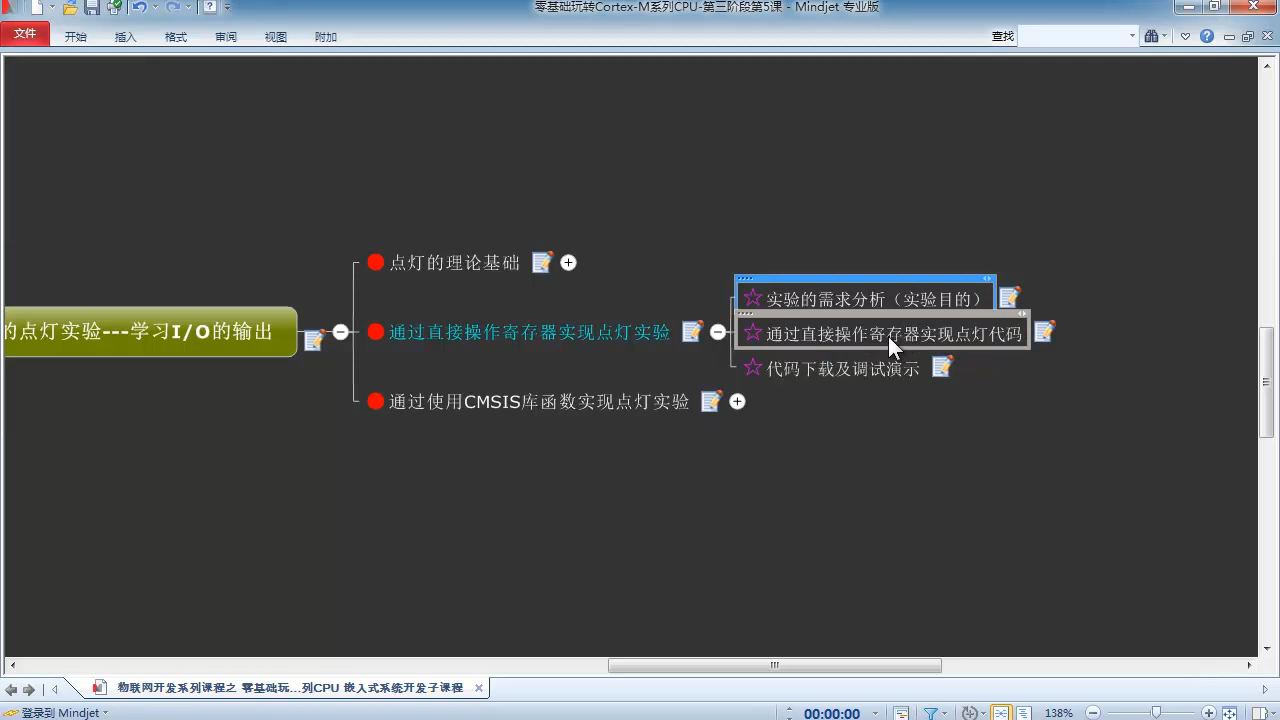 零基础玩转Cortex-M系列CPU-第三阶段第5课 - Mindjet 专业版
文件 开始 插入 格式 审阅 视图 附加 查找
点灯的理论基础
实验的需求分析（实验目的）
的点灯实验---学习I/O的输出
通过直接操作寄存器实现点灯实验
通过直接操作寄存器实现点灯代码
代码下载及调试演示
通过使用CMSIS库函数实现点灯实验
物联网开发系列课程之 零基础玩...列CPU 嵌入式系统开发子课程
登录到 Mindjet
00:00:00
138%